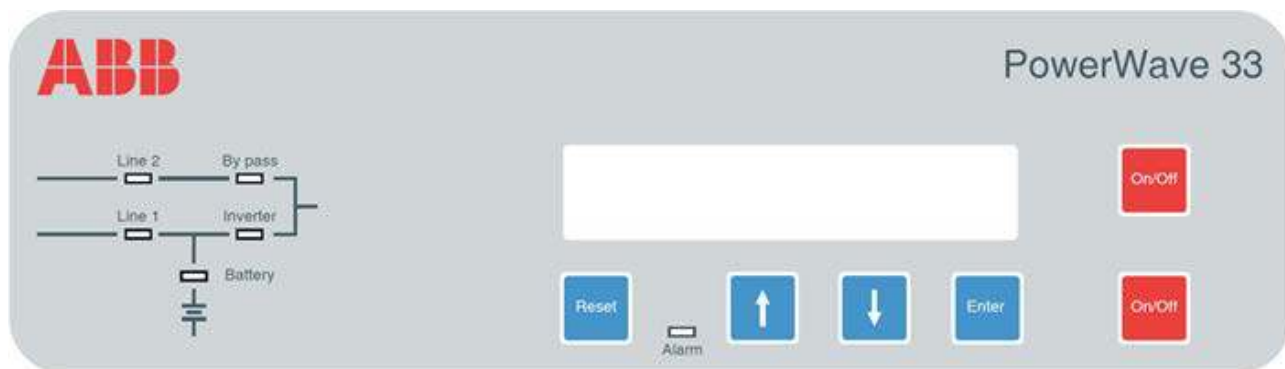 ABB
PowerWave 33
Line 2
By pass
Line 1
Inverter
Battery
On/Off
Reset
Alarm
Enter
On/Off